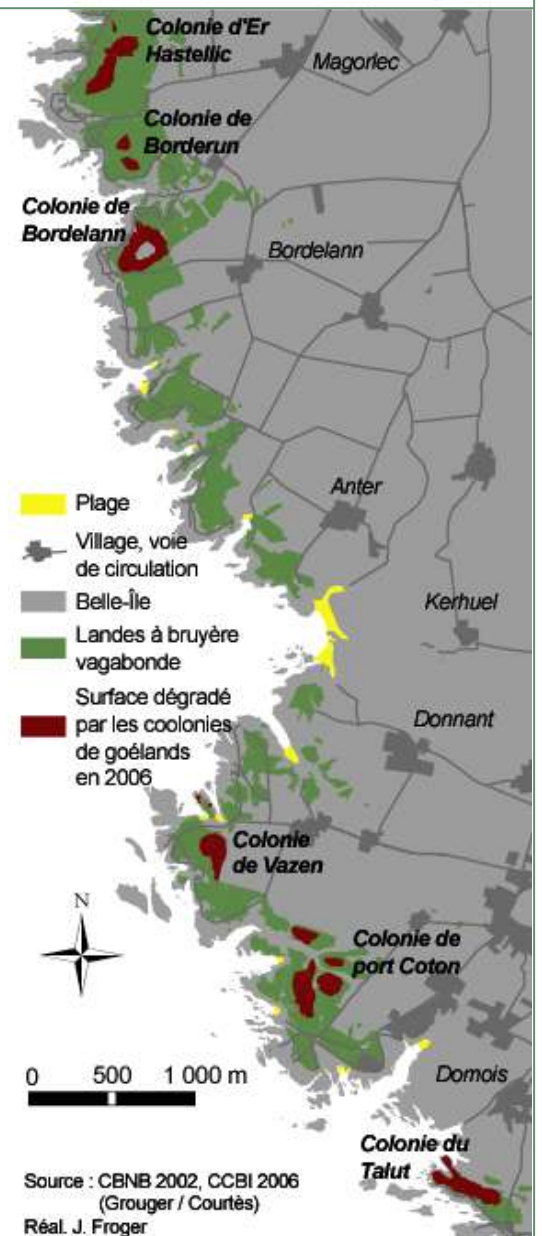 Colonie d'Er
Hastellic
Magorlec
Colonie de
Borderun
Colonie de
Bordelann
Bordelann
Anter
Plage
Village, voie
de circulation
Belle-Île
Landes à bruyère
vagabonde
Surface dégradé
par les coolonies
de goélands
en 2006
Kerhuel
Donnant
Colonie
de Vazen
N
Colonie de
port Coton
0 500 1 000 m
Domois
Colonie du
Talut
Source : CBNB 2002, CCBI 2006
(Grouger / Courtès)
Réal. J. Froger